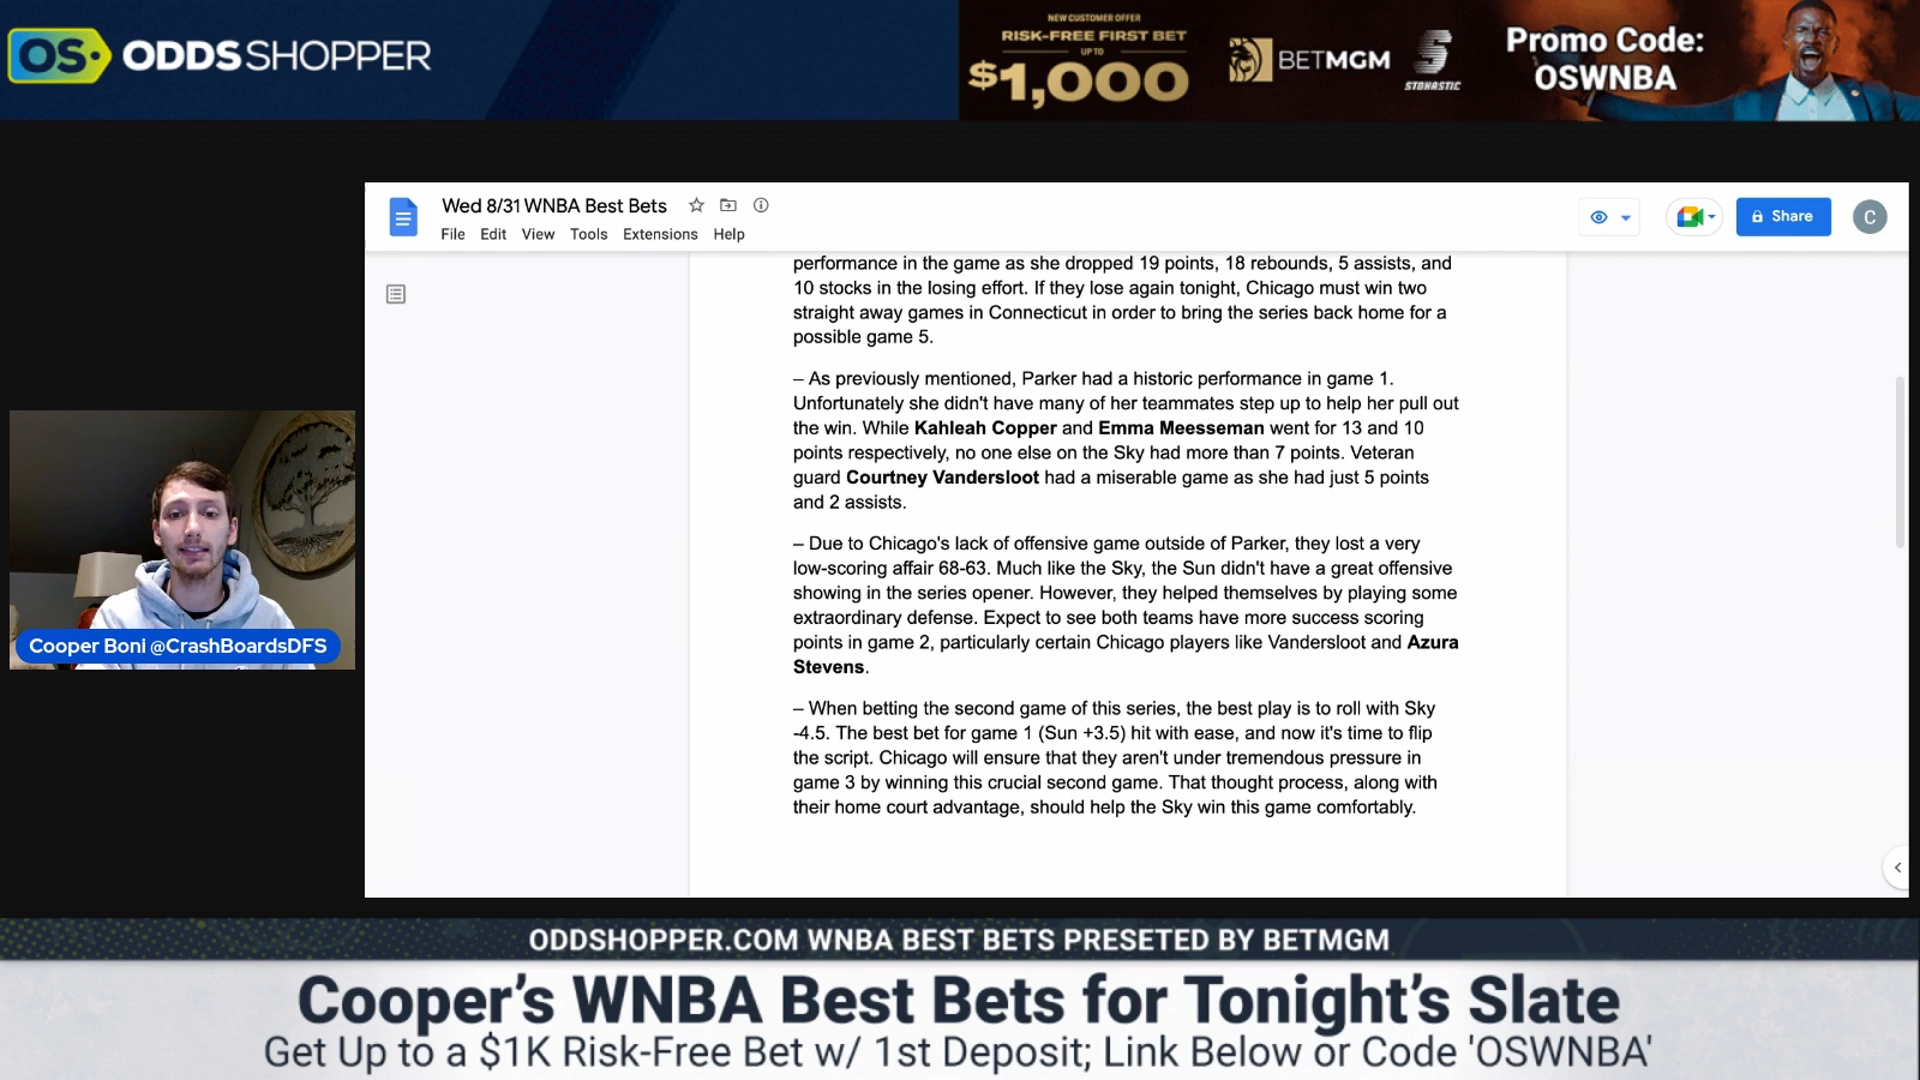 OS
ODDSSHOPPER
NEW CUSTOMER OFFER
RISK-FREE FIRST BET
UP TO
$1,000
BETMGM
STOKASTIC
Promo Code:
OSWNBA
Wed 8/31 WNBA Best Bets
File Edit View Tools Extensions Help
Share
C
performance in the game as she dropped 19 points, 18 rebounds, 5 assists, and
10 stocks in the losing effort. If they lose again tonight, Chicago must win two
straight away games in Connecticut in order to bring the series back home for a
possible game 5.
– As previously mentioned, Parker had a historic performance in game 1.
Unfortunately she didn't have many of her teammates step up to help her pull out
the win. While Kahleah Copper and Emma Meesseman went for 13 and 10
points respectively, no one else on the Sky had more than 7 points. Veteran
guard Courtney Vandersloot had a miserable game as she had just 5 points
and 2 assists.
– Due to Chicago's lack of offensive game outside of Parker, they lost a very
low-scoring affair 68-63. Much like the Sky, the Sun didn't have a great offensive
showing in the series opener. However, they helped themselves by playing some
extraordinary defense. Expect to see both teams have more success scoring
points in game 2, particularly certain Chicago players like Vandersloot and Azura
Stevens.
– When betting the second game of this series, the best play is to roll with Sky
-4.5. The best bet for game 1 (Sun +3.5) hit with ease, and now it's time to flip
the script. Chicago will ensure that they aren't under tremendous pressure in
game 3 by winning this crucial second game. That thought process, along with
their home court advantage, should help the Sky win this game comfortably.
Cooper Boni @CrashBoardsDFS
ODDSHOPPER.COM WNBA BEST BETS PRESETED BY BETMGM
Cooper’s WNBA Best Bets for Tonight’s Slate
Get Up to a $1K Risk-Free Bet w/ 1st Deposit; Link Below or Code 'OSWNBA'